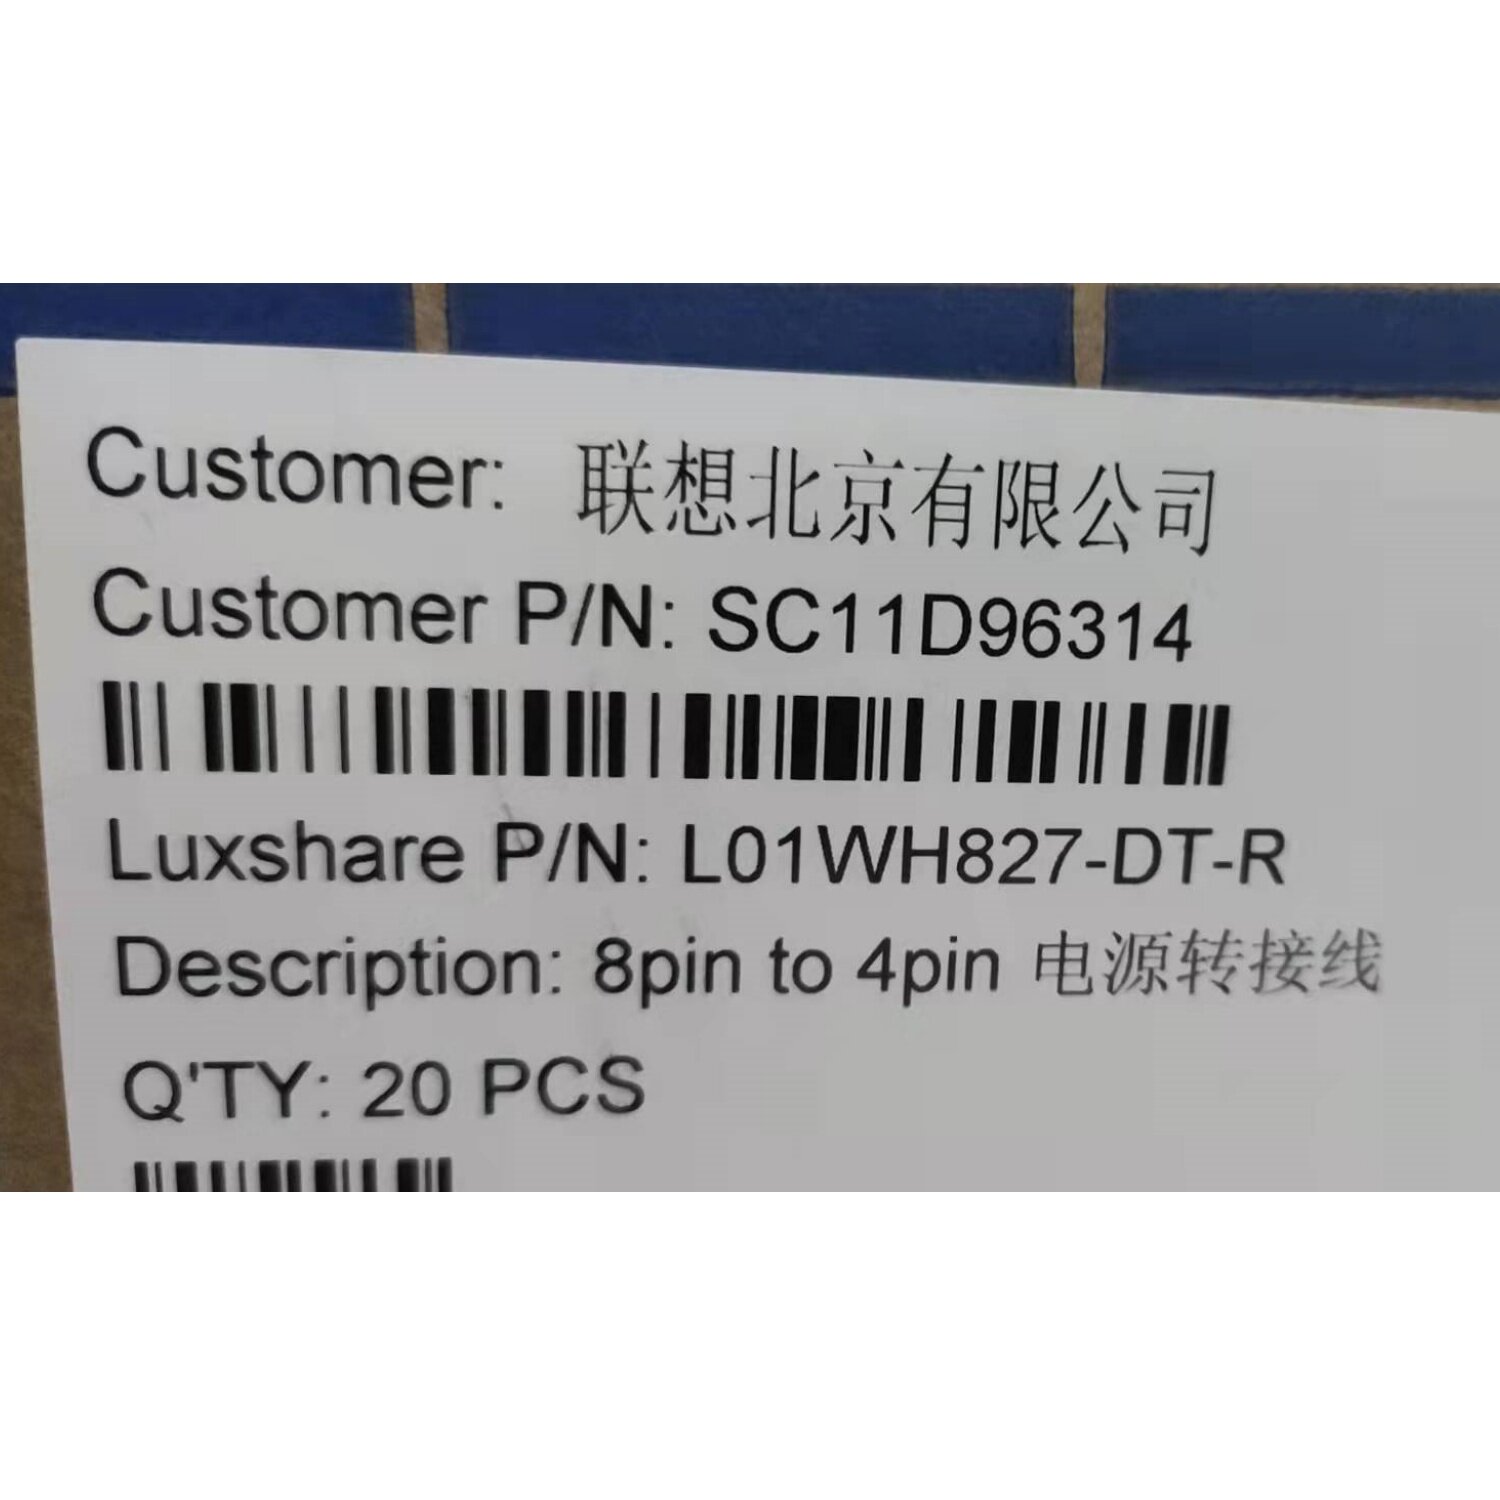 Customer: 联想北京有限公司
Customer P/N: SC11D96314
Luxshare P/N: L01WH827-DT-R
Description: 8pin to 4pin 电源转接线
Q'TY: 20 PCS